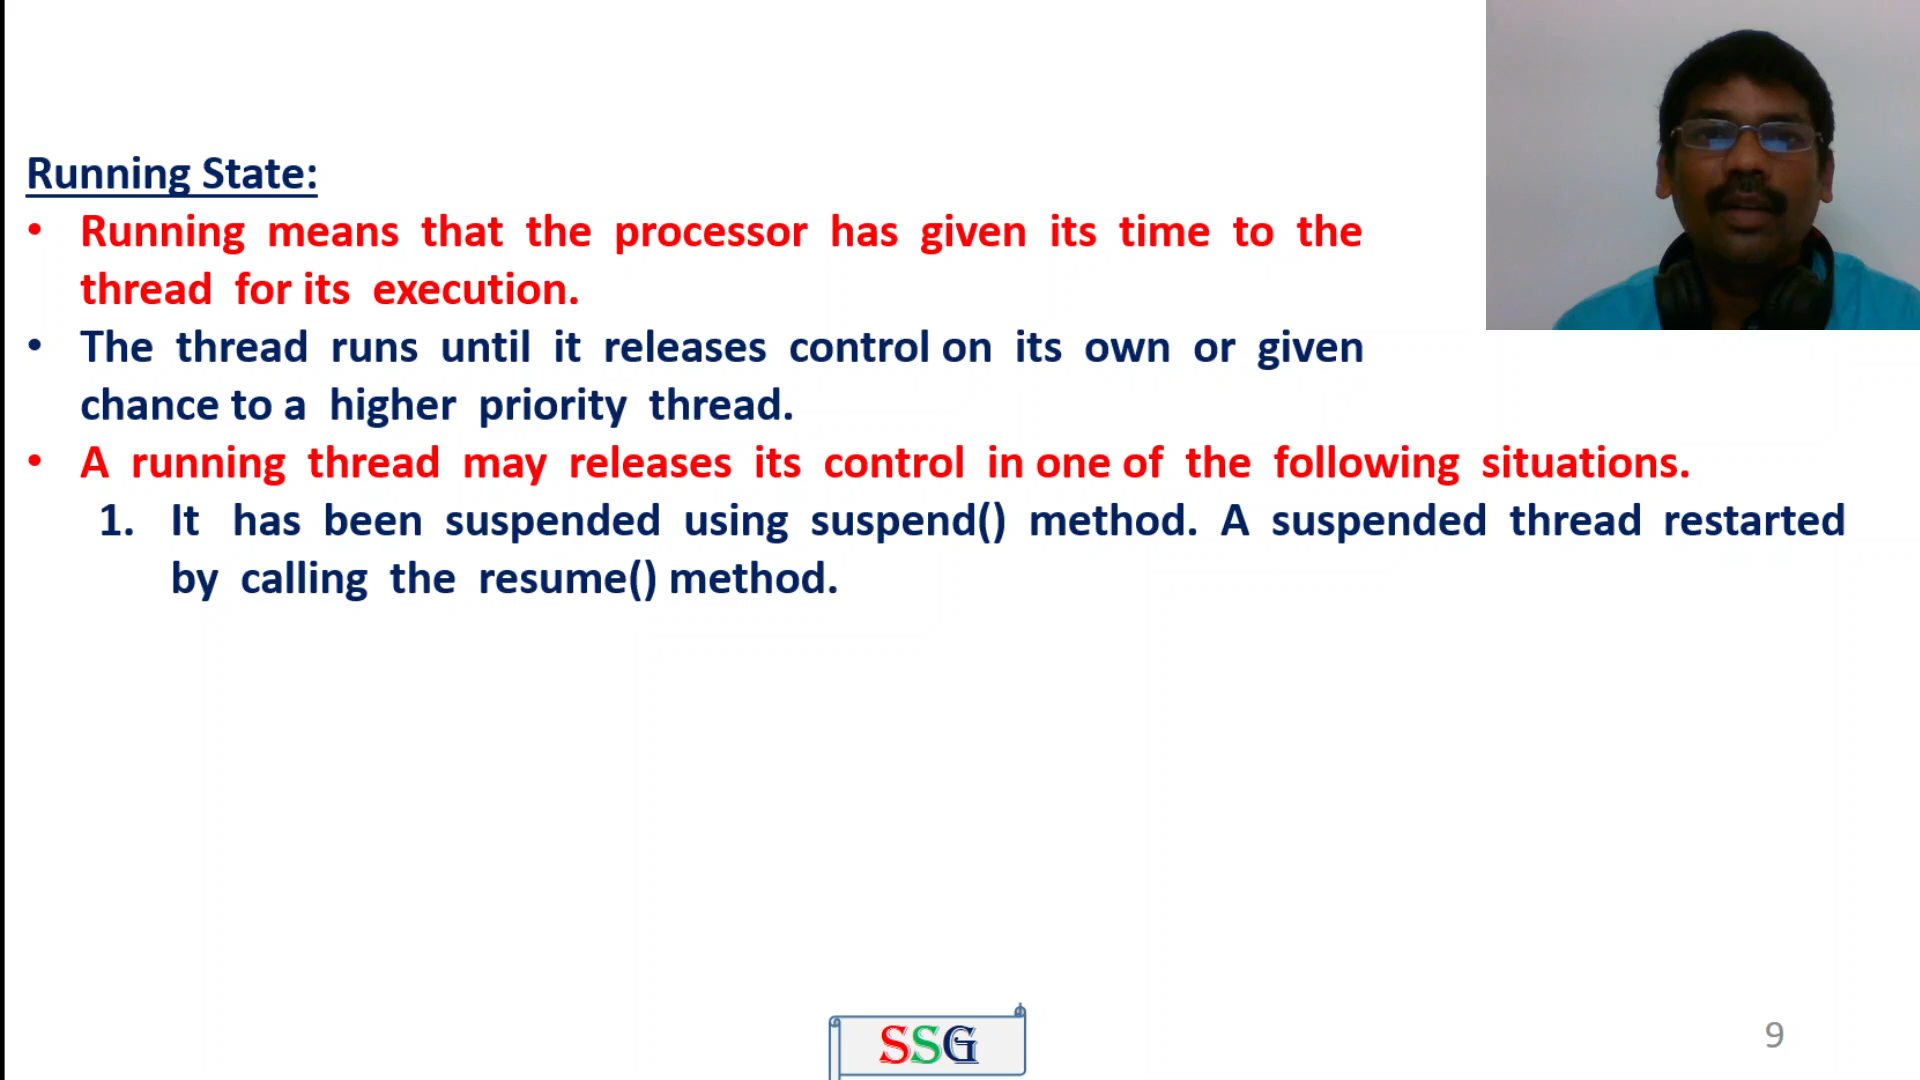 Running State:
• Running means that the processor has given its time to the
thread for its execution.
• The thread runs until it releases control on its own or given
chance to a higher priority thread.
• A running thread may releases its control in one of the following situations.
1. It has been suspended using suspend() method. A suspended thread restarted
by calling the resume() method.
SSG
9